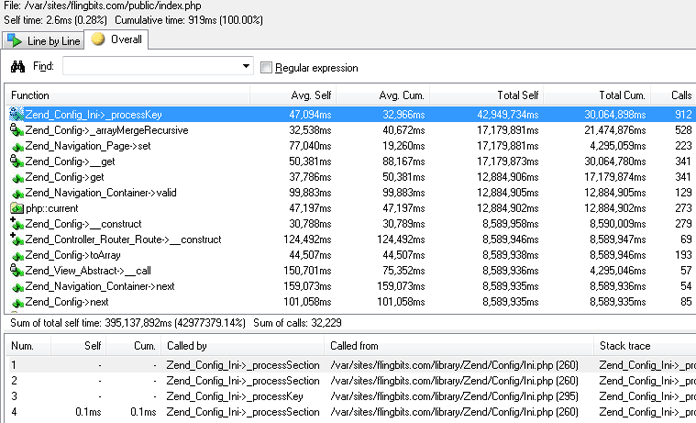 File: /var/sites/flingbits.com/public/index.php
Self time: 2.6ms (0.28%) Cumulative time: 919ms (100.00%)
Line by Line Overall
Find: Regular expression
Function Avg. Self Avg. Cum. Total Self Total Cum. Calls
Zend_Config_Ini->_processKey 47,094ms 32,966ms 42,949,734ms 30,064,898ms 912
Zend_Config->_arrayMergeRecursive 32,538ms 40,672ms 17,179,891ms 21,474,876ms 528
Zend_Navigation_Page->set 77,040ms 19,260ms 17,179,881ms 4,295,059ms 223
Zend_Config->__get 50,381ms 88,167ms 17,179,873ms 30,064,780ms 341
Zend_Config->get 37,786ms 50,381ms 12,884,906ms 17,179,874ms 341
Zend_Navigation_Container->valid 99,883ms 99,883ms 12,884,905ms 12,884,905ms 129
php::current 47,197ms 47,197ms 12,884,902ms 12,884,902ms 273
Zend_Config->__construct 30,788ms 30,789ms 8,589,958ms 8,590,009ms 279
Zend_Controller_Router_Route->__construct 124,492ms 124,492ms 8,589,946ms 8,589,947ms 69
Zend_Config->toArray 44,507ms 44,507ms 8,589,938ms 8,589,946ms 193
Zend_View_Abstract->__call 150,701ms 75,352ms 8,589,936ms 4,295,046ms 57
Zend_Navigation_Container->next 159,073ms 159,073ms 8,589,935ms 8,589,935ms 54
Zend_Config->next 101,058ms 101,058ms 8,589,935ms 8,589,935ms 85
Sum of total self time: 395,137,892ms (42977379.14%) Sum of calls: 32,229
Num. Self Cum. Called by Called from Stack trace
1 - - Zend_Config_Ini->_processSection /var/sites/flingbits.com/library/Zend/Config/Ini.php (260) Zend_Config_Ini->_proces
2 - - Zend_Config_Ini->_processSection /var/sites/flingbits.com/library/Zend/Config/Ini.php (260) Zend_Config_Ini->_proces
3 - - Zend_Config_Ini->_processKey /var/sites/flingbits.com/library/Zend/Config/Ini.php (295) Zend_Config_Ini->_proces
4 0.1ms 0.1ms Zend_Config_Ini->_processSection /var/sites/flingbits.com/library/Zend/Config/Ini.php (260) Zend_Config_Ini->_proces